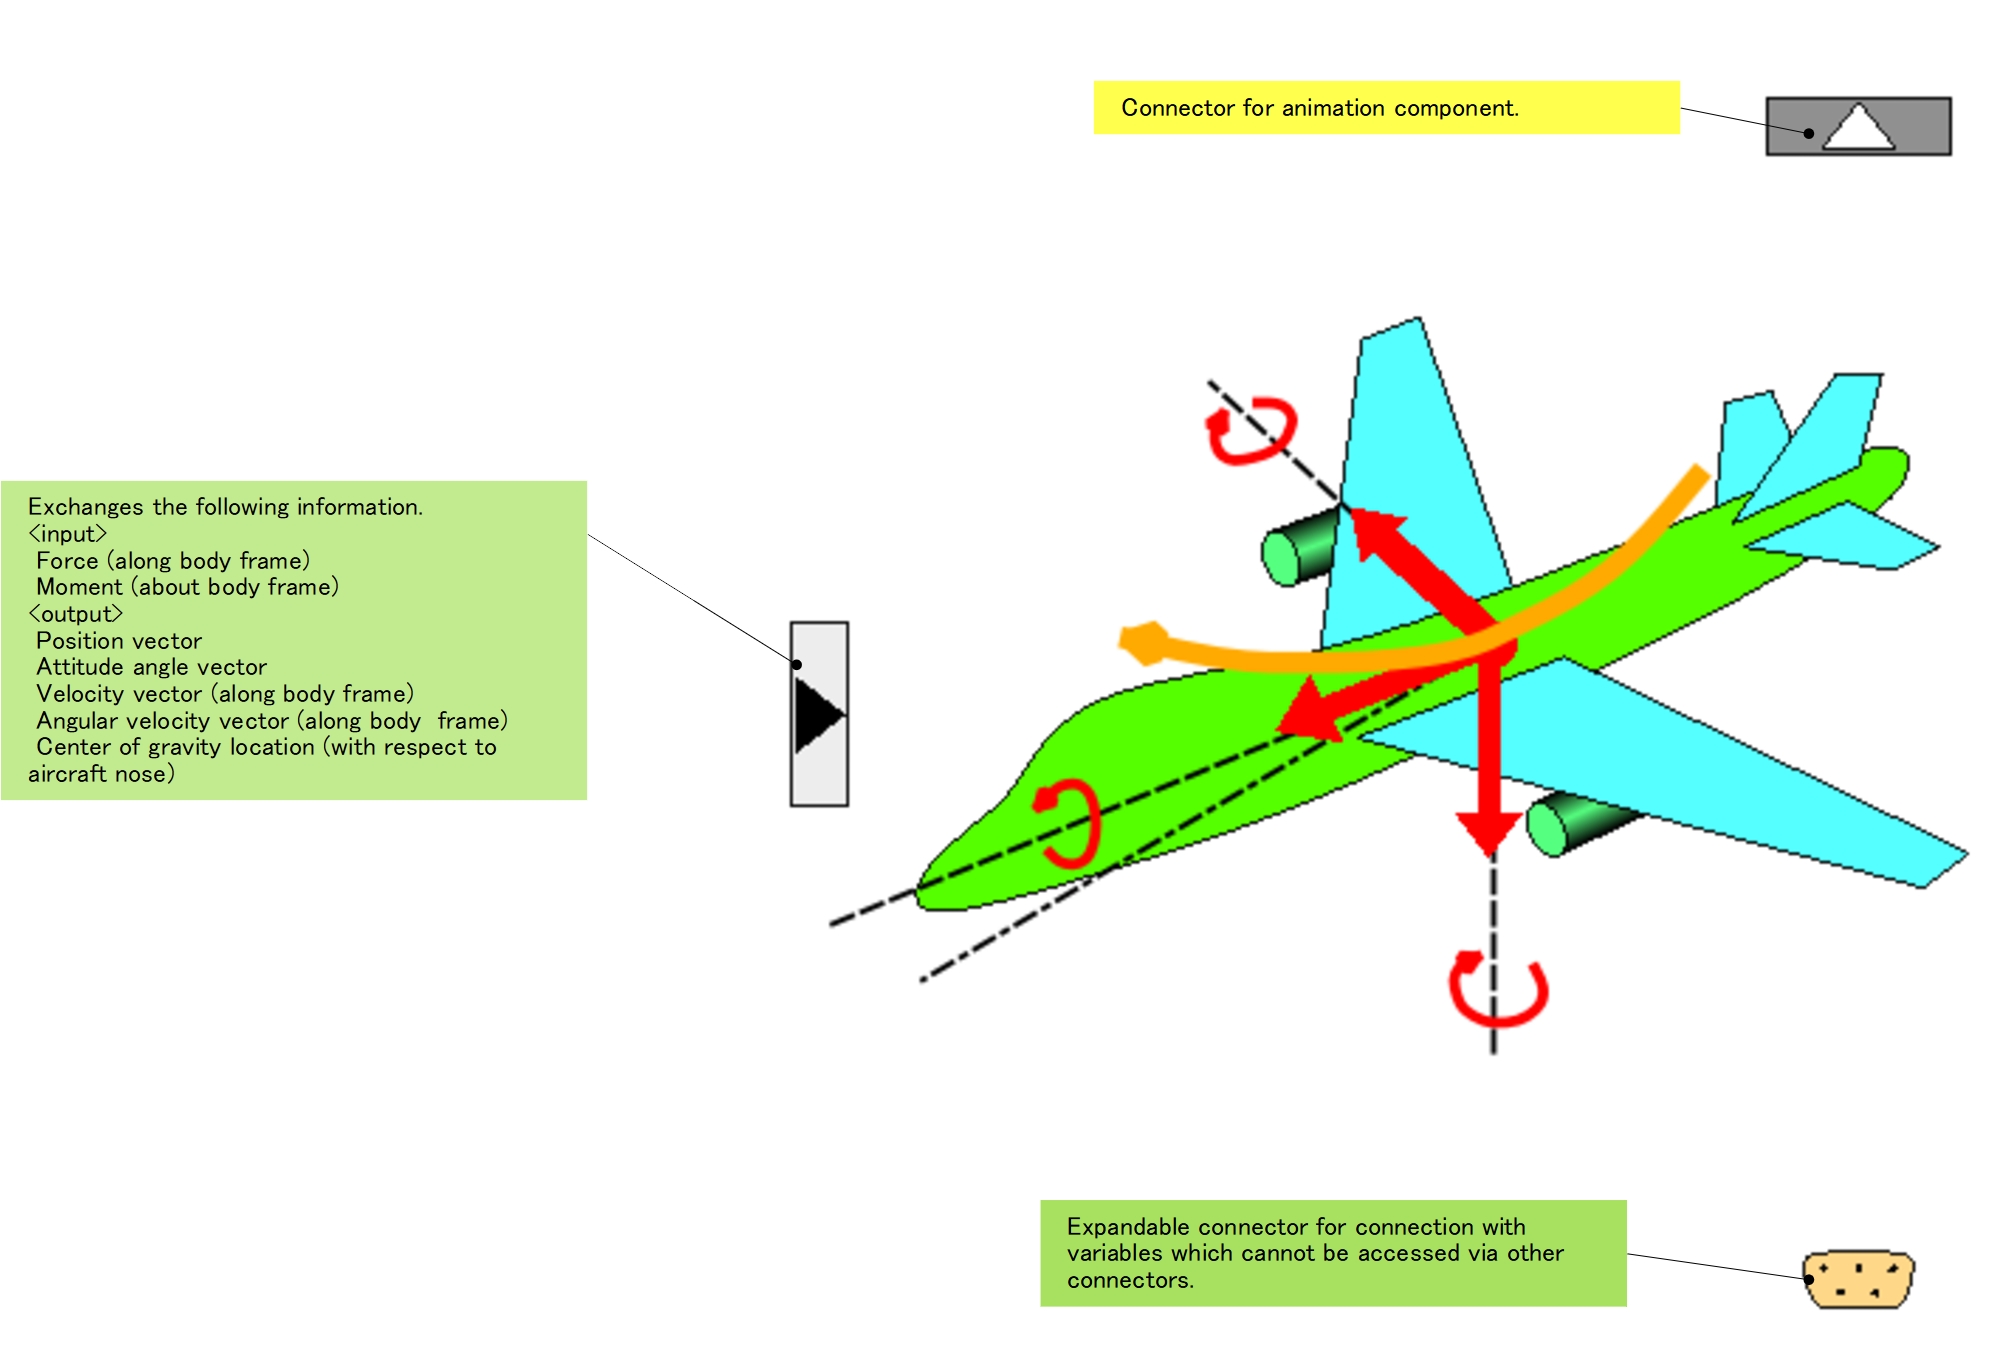 Connector for animation component.
Exchanges the following information.
<input>
Force (along body frame)
Moment (about body frame)
<output>
Position vector
Attitude angle vector
Velocity vector (along body frame)
Angular velocity vector (along body  frame)
Center of gravity location (with respect to
aircraft nose)
Expandable connector for connection with
variables which cannot be accessed via other
connectors.